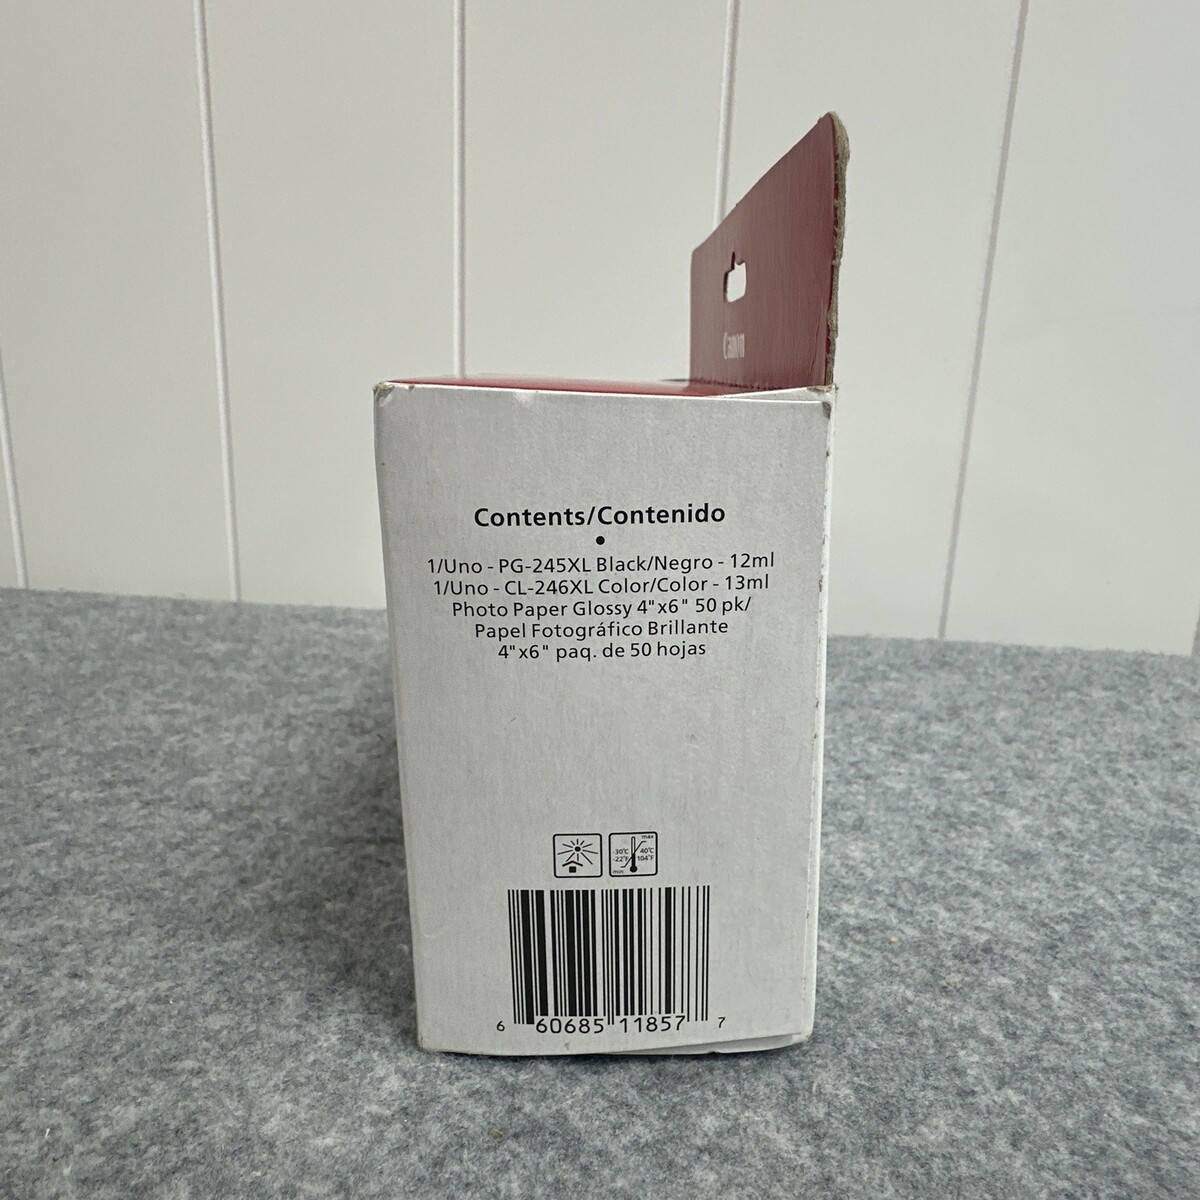 Canon
Contents/Contenido
•
1/Uno - PG-245XL Black/Negro - 12ml
1/Uno - CL-246XL Color/Color - 13ml
Photo Paper Glossy 4"x6" 50 pk/
Papel Fotográfico Brillante
4"x6" paq. de 50 hojas
max
-30℃ 40℃
-22°F 104°F
min
6 60685 11857 7